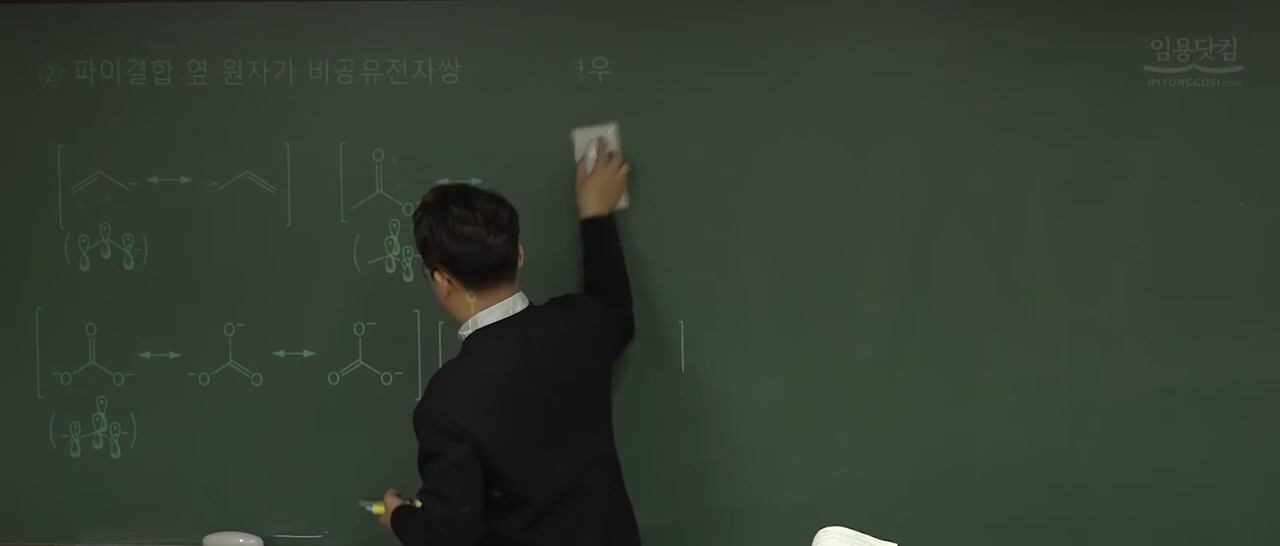 ② 파이결합 옆 원자가 비공유전자쌍 우
임용닷컴
IMYONGGOSI.com
O O⁻ O⁻
⁻O O⁻ ⁻O O O O⁻
O
O